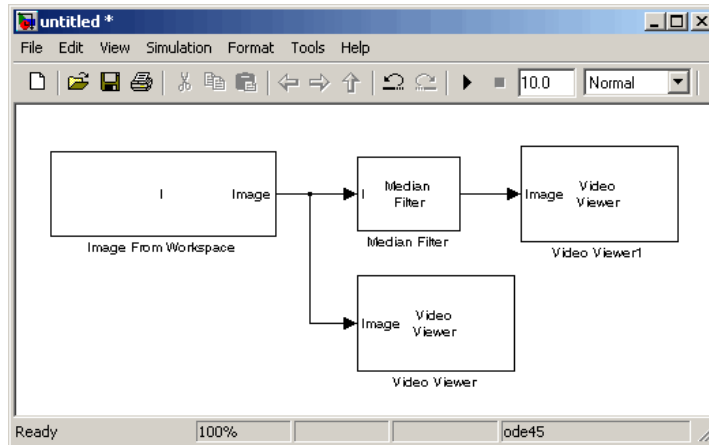 untitled *
File Edit View Simulation Format Tools Help
10.0 Normal
I Image
Image From Workspace
I Median Filter
Median Filter
Image Video Viewer
Video Viewer1
Image Video Viewer
Video Viewer
Ready 100% ode45